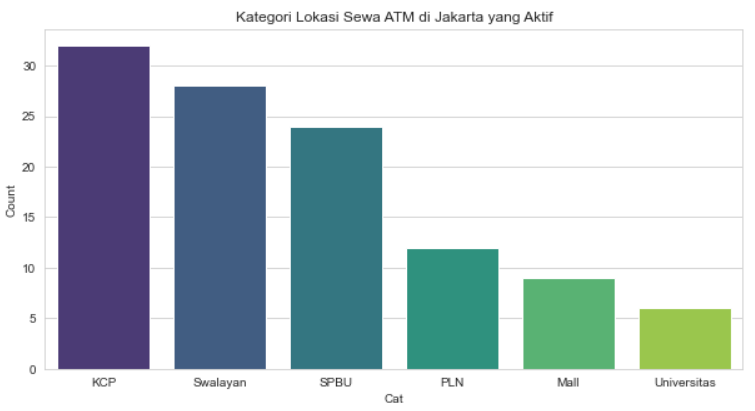 Kategori Lokasi Sewa ATM di Jakarta yang Aktif
Count
30
25
20
15
10
5
0
KCP Swalayan SPBU PLN Mall Universitas
Cat